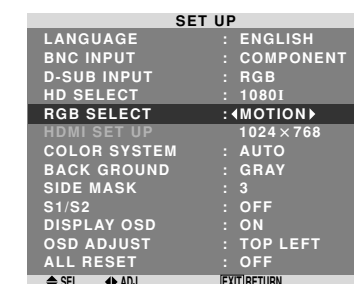 SET UP
LANGUAGE : ENGLISH
BNC INPUT : COMPONENT
D-SUB INPUT : RGB
HD SELECT : 1080I
RGB SELECT :◀MOTION▶
HDMI SET UP 1024×768
COLOR SYSTEM : AUTO
BACK GROUND : GRAY
SIDE MASK : 3
S1/S2 : OFF
DISPLAY OSD : ON
OSD ADJUST : TOP LEFT
ALL RESET : OFF
SEL. ADJ. EXIT RETURN